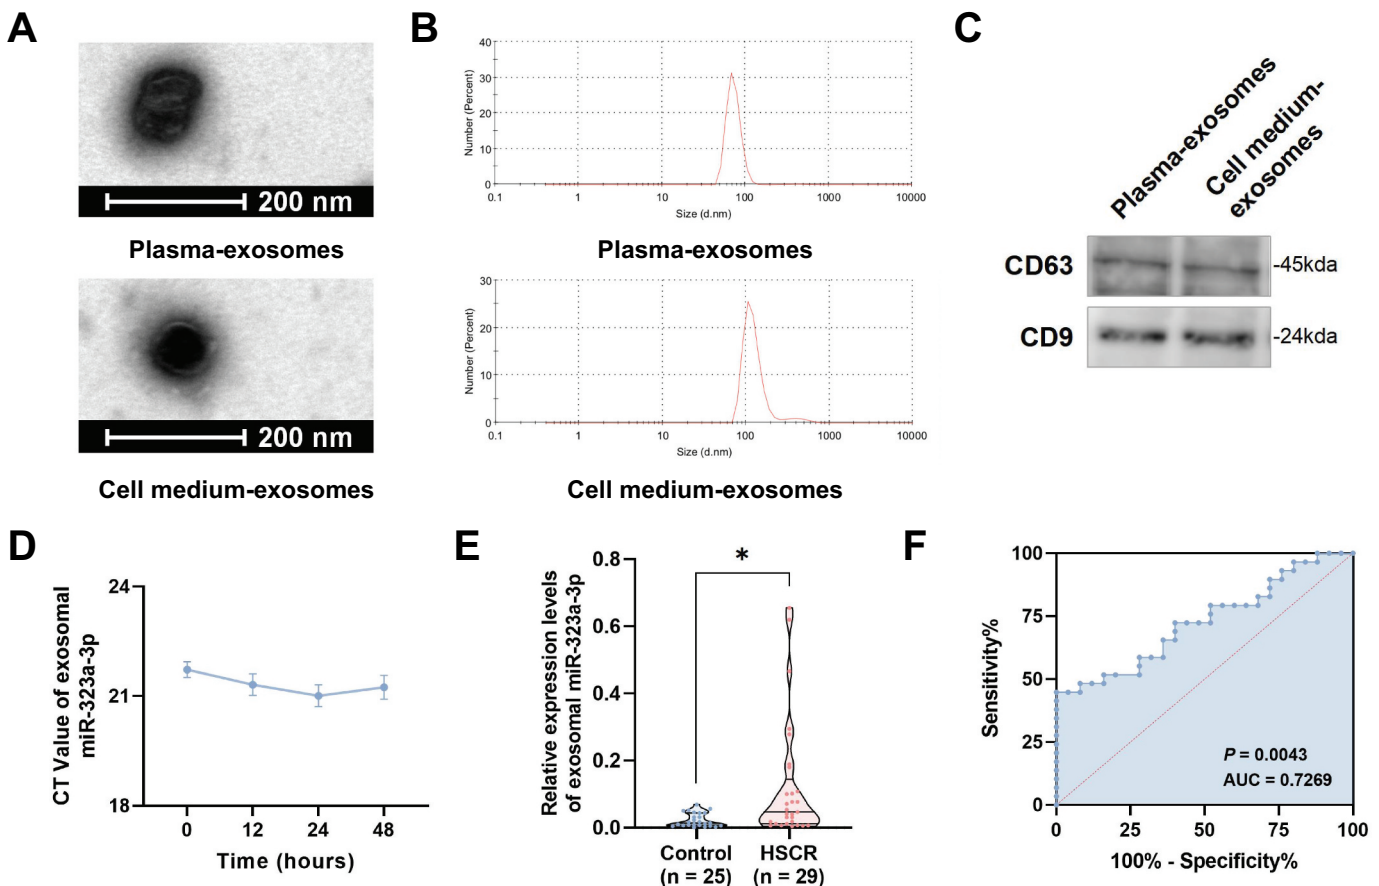 A
200 nm
Plasma-exosomes
200 nm
Cell medium-exosomes
B
40
30
20
10
0
Number (Percent)
0.1
1
10
100
1000
10000
Size (d.nm)
Plasma-exosomes
30
20
10
0
Number (Percent)
0.1
1
10
100
1000
10000
Size (d.nm)
Cell medium-exosomes
C
Plasma-exosomes
Cell medium-
exosomes
CD63
-45kda
CD9
-24kda
D
CT Value of exosomal
miR-323a-3p
24
21
18
0
12
24
48
Time (hours)
E
Relative expression levels
of exosomal miR-323a-3p
0.8
0.6
0.4
0.2
0.0
*
Control
(n = 25)
HSCR
(n = 29)
F
Sensitivity%
100
75
50
25
0
P = 0.0043
AUC = 0.7269
0
25
50
75
100
100% - Specificity%